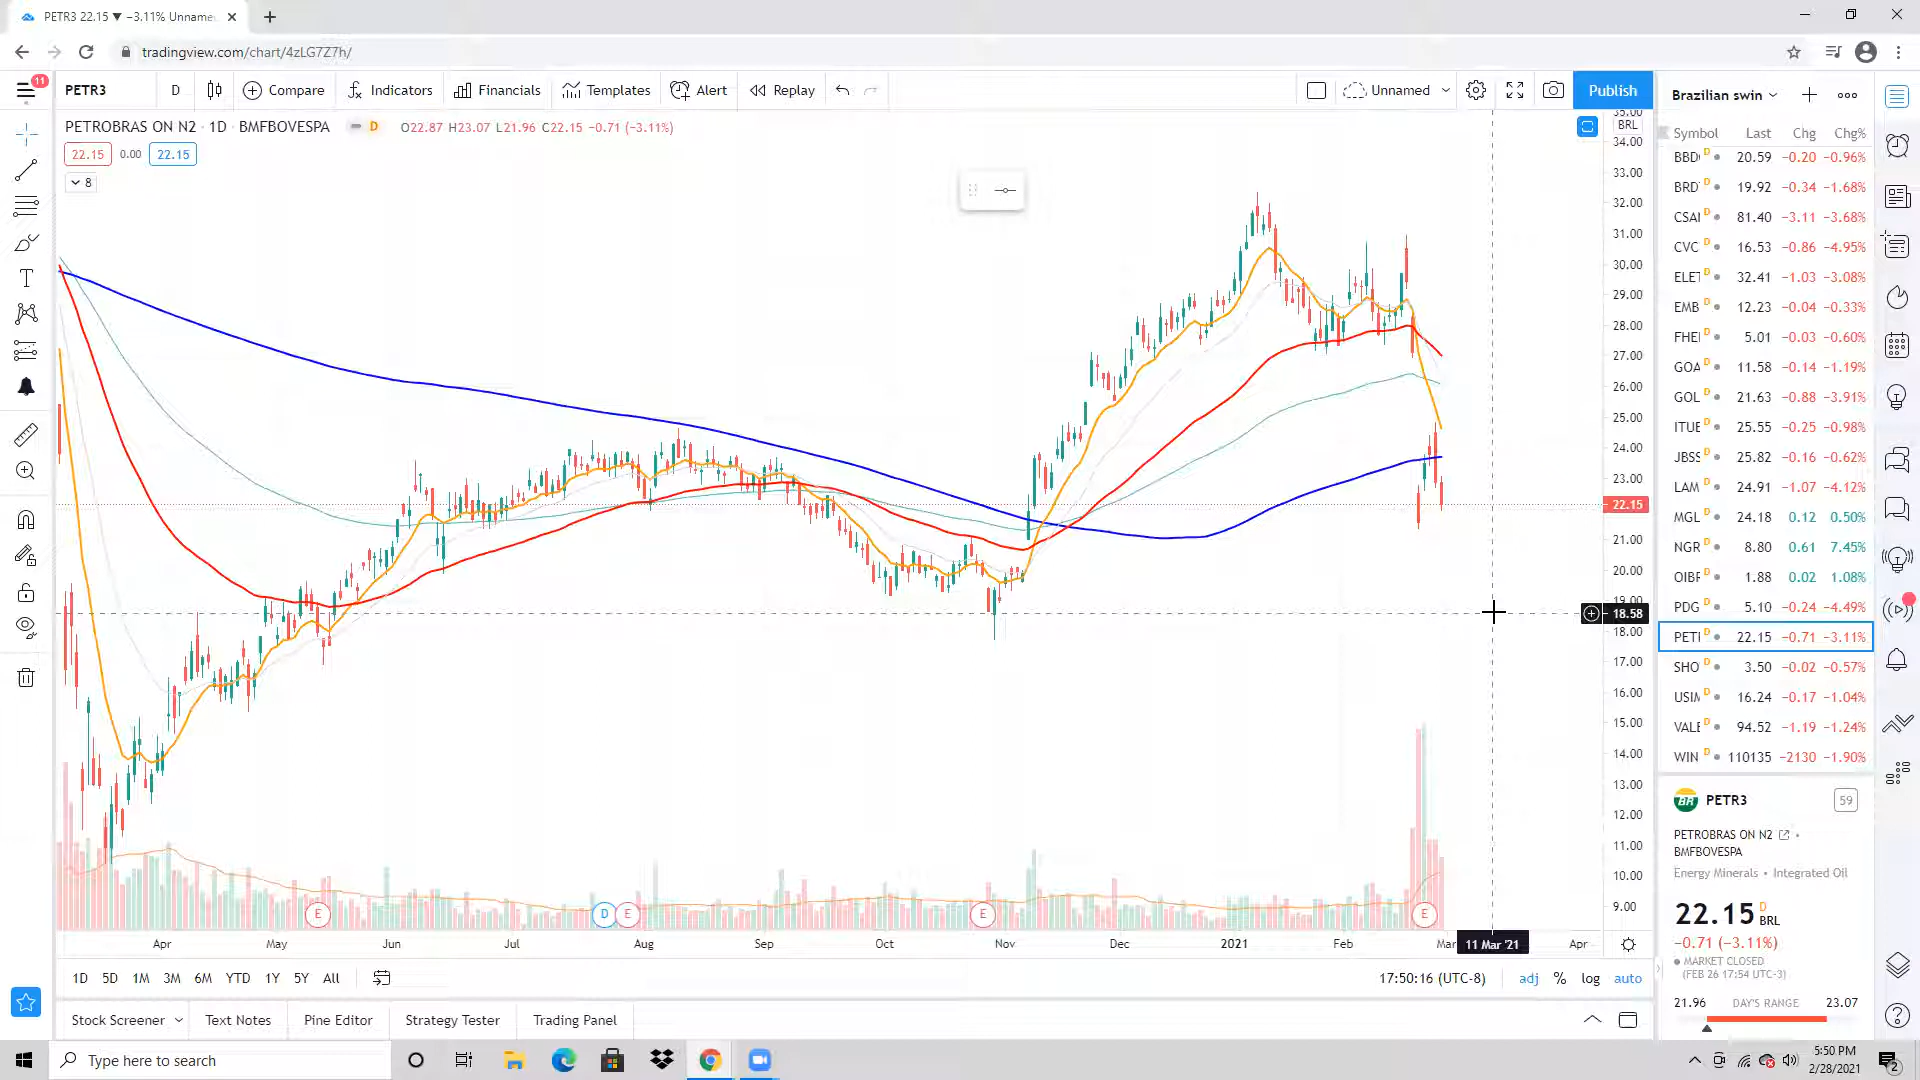 PETR3 22.15 ▼ −3.11% Unname
tradingview.com/chart/4zLG7Z7h/
11
PETR3 D Compare Indicators Financials Templates Alert Replay Unnamed Publish
Brazilian swin
PETROBRAS ON N2 · 1D · BMFBOVESPA D O22.87 H23.07 L21.96 C22.15 −0.71 (−3.11%)
22.15 0.00 22.15
8
BRL
35.00
34.00
33.00
32.00
31.00
30.00
29.00
28.00
27.00
26.00
25.00
24.00
23.00
22.15
21.00
20.00
19.00
18.58
18.00
17.00
16.00
15.00
14.00
13.00
12.00
11.00
10.00
9.00
E D E E E
Apr May Jun Jul Aug Sep Oct Nov Dec 2021 Feb Mar 11 Mar '21 Apr
1D 5D 1M 3M 6M YTD 1Y 5Y All 17:50:16 (UTC-8) adj % log auto
Stock Screener Text Notes Pine Editor Strategy Tester Trading Panel
Symbol Last Chg Chg%
BBD D 20.59 −0.20 −0.96%
BRD D 19.92 −0.34 −1.68%
CSA D 81.40 −3.11 −3.68%
CVC D 16.53 −0.86 −4.95%
ELET D 32.41 −1.03 −3.08%
EMB D 12.23 −0.04 −0.33%
FHE D 5.01 −0.03 −0.60%
GOA D 11.58 −0.14 −1.19%
GOL D 21.63 −0.88 −3.91%
ITUE D 25.55 −0.25 −0.98%
JBSS D 25.82 −0.16 −0.62%
LAM D 24.91 −1.07 −4.12%
MGL D 24.18 0.12 0.50%
NGR D 8.80 0.61 7.45%
OIBF D 1.88 0.02 1.08%
PDG D 5.10 −0.24 −4.49%
PET D 22.15 −0.71 −3.11%
SHO D 3.50 −0.02 −0.57%
USIM D 16.24 −0.17 −1.04%
VALE D 94.52 −1.19 −1.24%
WIN D 110135 −2130 −1.90%
BR PETR3 59
PETROBRAS ON N2
BMFBOVESPA
Energy Minerals • Integrated Oil
22.15 D BRL
−0.71 (−3.11%)
MARKET CLOSED
(FEB 26 17:54 UTC-3)
21.96 DAY'S RANGE 23.07
Type here to search
5:50 PM
2/28/2021
2